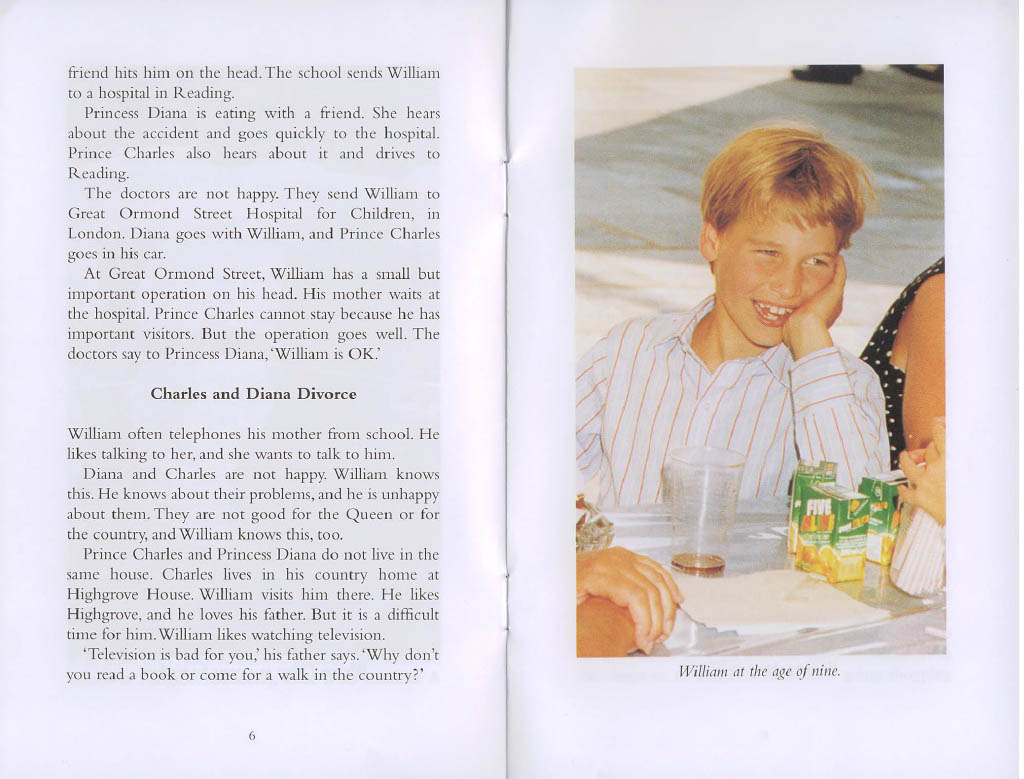 friend hits him on the head. The school sends William
to a hospital in Reading.
Princess Diana is eating with a friend. She hears
about the accident and goes quickly to the hospital.
Prince Charles also hears about it and drives to
Reading.
The doctors are not happy. They send William to
Great Ormond Street Hospital for Children, in
London. Diana goes with William, and Prince Charles
goes in his car.
At Great Ormond Street, William has a small but
important operation on his head. His mother waits at
the hospital. Prince Charles cannot stay because he has
important visitors. But the operation goes well. The
doctors say to Princess Diana, ‘William is OK.’
Charles and Diana Divorce
William often telephones his mother from school. He
likes talking to her, and she wants to talk to him.
Diana and Charles are not happy. William knows
this. He knows about their problems, and he is unhappy
about them. They are not good for the Queen or for
the country, and William knows this, too.
Prince Charles and Princess Diana do not live in the
same house. Charles lives in his country home at
Highgrove House. William visits him there. He likes
Highgrove, and he loves his father. But it is a difficult
time for him. William likes watching television.
‘Television is bad for you,’ his father says. ‘Why don’t
you read a book or come for a walk in the country?’
6
FIVE
William at the age of nine.